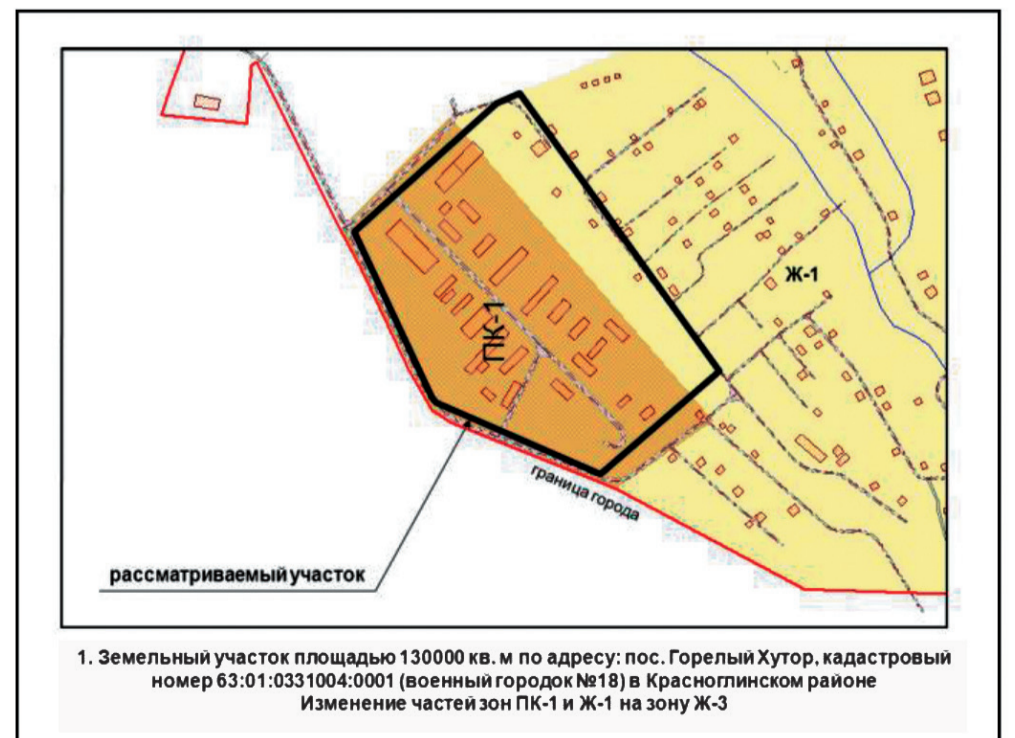 Ж-1
ПК-1
граница города
рассматриваемый участок
1. Земельный участок площадью 130000 кв. м по адресу: пос. Горелый Хутор, кадастровый
номер 63:01:0331004:0001 (военный городок №18) в Красноглинском районе
Изменение частей зон ПК-1 и Ж-1 на зону Ж-3